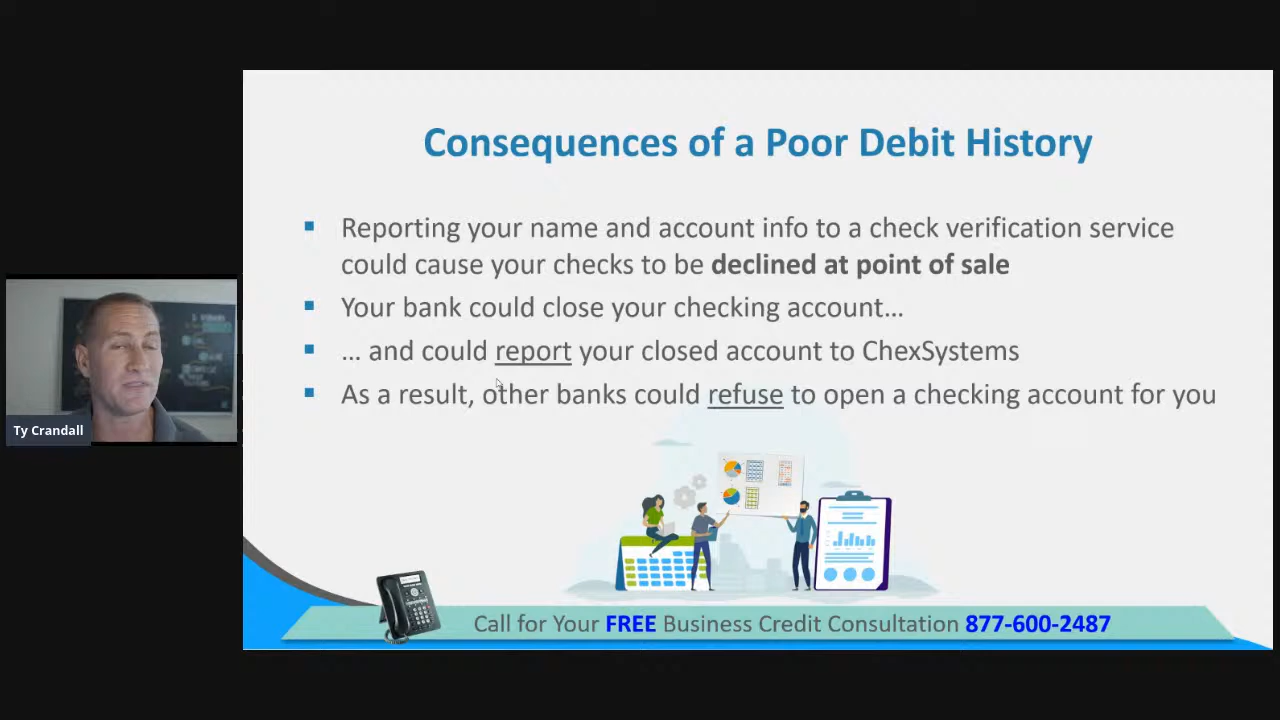 Consequences of a Poor Debit History
Reporting your name and account info to a check verification service
could cause your checks to be declined at point of sale
Your bank could close your checking account...
... and could report your closed account to ChexSystems
As a result, other banks could refuse to open a checking account for you
Ty Crandall
Call for Your FREE Business Credit Consultation 877-600-2487